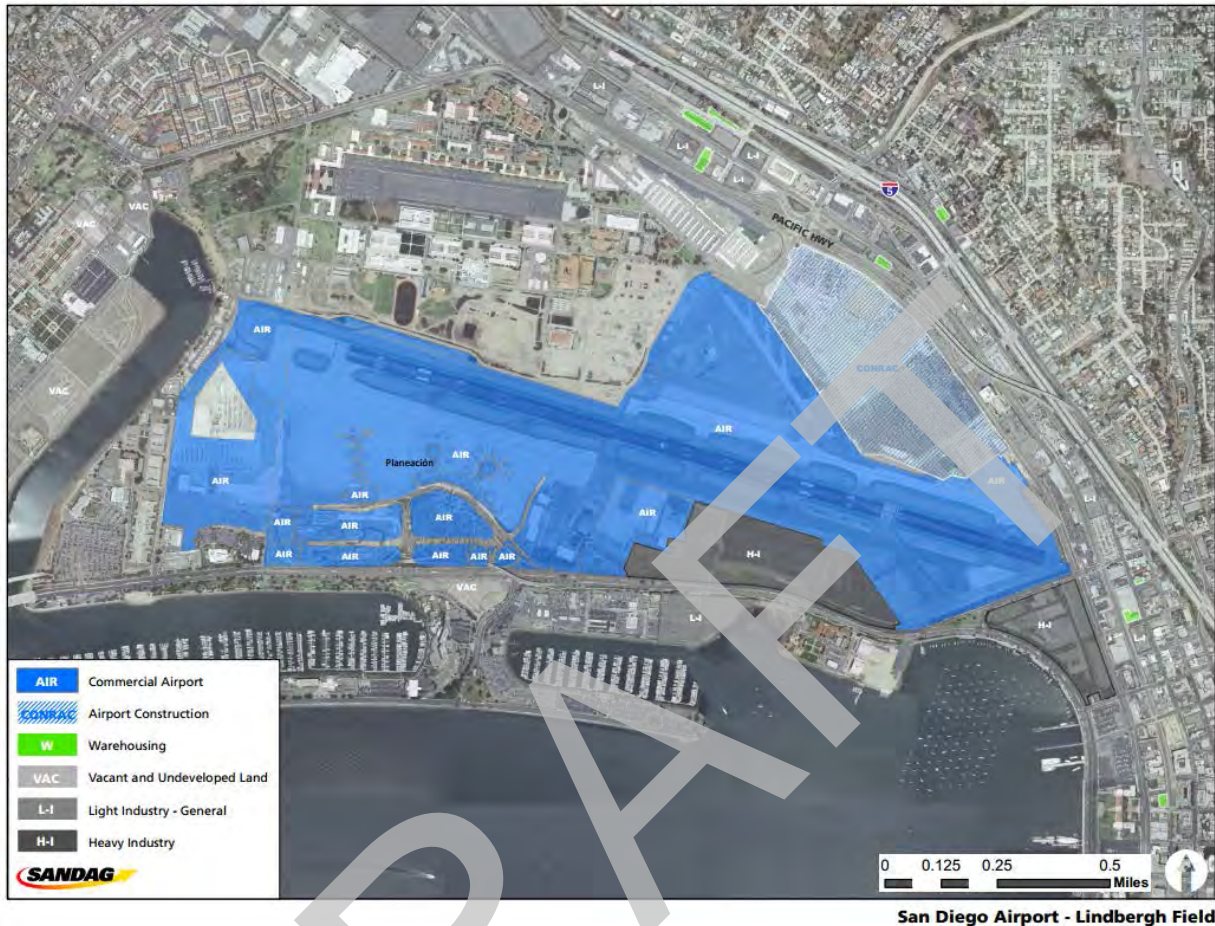 L-I
L-I
L-I
L-I
VAC
VAC
5
PACIFIC HWY
VAC
AIR
CONRAC
AIR
Planeación
AIR
AIR
AIR
AIR
AIR
AIR
AIR
AIR
L-I
AIR
AIR
AIR
AIR
AIR
AIR
H-I
VAC
L-I
H-I
L-I
DRAFT
AIR Commercial Airport
CONRAC Airport Construction
W Warehousing
VAC Vacant and Undeveloped Land
L-I Light Industry - General
H-I Heavy Industry
SANDAG
0 0.125 0.25 0.5
Miles
San Diego Airport - Lindbergh Field